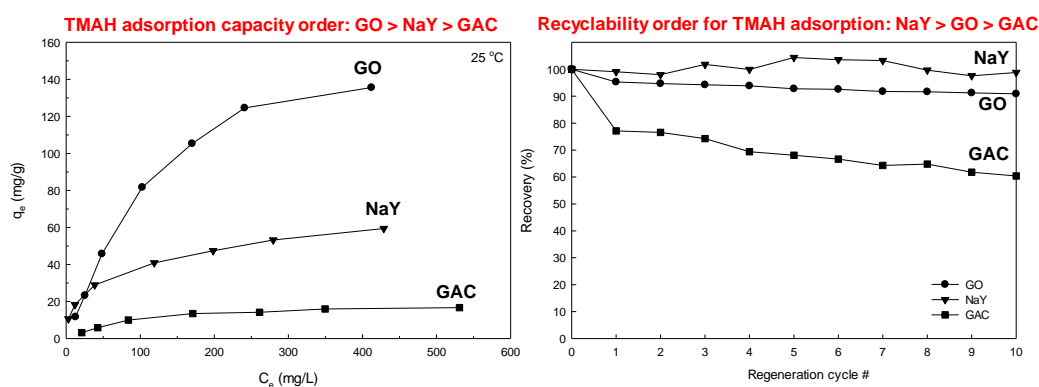 TMAH adsorption capacity order: GO > NaY > GAC
160
140
120
100
80
60
40
20
0
qe (mg/g)
25 °C
GO
NaY
GAC
0 100 200 300 400 500 600
Ce (mg/L)
Recyclability order for TMAH adsorption: NaY > GO > GAC
100
90
80
70
60
50
40
30
20
10
0
Recovery (%)
NaY
GO
GAC
GO
NaY
GAC
0 1 2 3 4 5 6 7 8 9 10
Regeneration cycle #